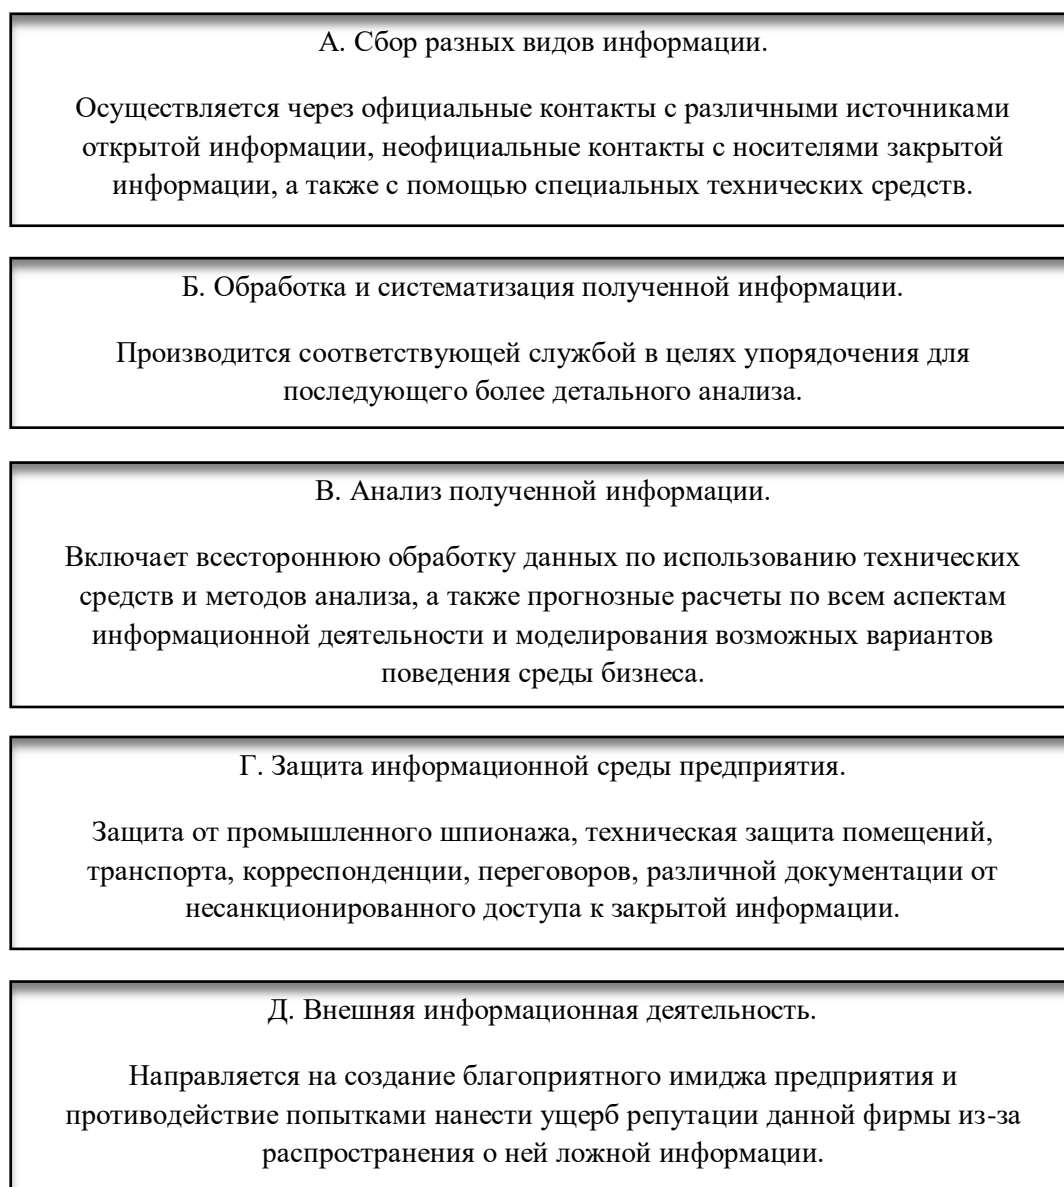 А. Сбор разных видов информации.
Осуществляется через официальные контакты с различными источниками
открытой информации, неофициальные контакты с носителями закрытой
информации, а также с помощью специальных технических средств.
Б. Обработка и систематизация полученной информации.
Производится соответствующей службой в целях упорядочения для
последующего более детального анализа.
В. Анализ полученной информации.
Включает всестороннюю обработку данных по использованию технических
средств и методов анализа, а также прогнозные расчеты по всем аспектам
информационной деятельности и моделирования возможных вариантов
поведения среды бизнеса.
Г. Защита информационной среды предприятия.
Защита от промышленного шпионажа, техническая защита помещений,
транспорта, корреспонденции, переговоров, различной документации от
несанкционированного доступа к закрытой информации.
Д. Внешняя информационная деятельность.
Направляется на создание благоприятного имиджа предприятия и
противодействие попытками нанести ущерб репутации данной фирмы из-за
распространения о ней ложной информации.